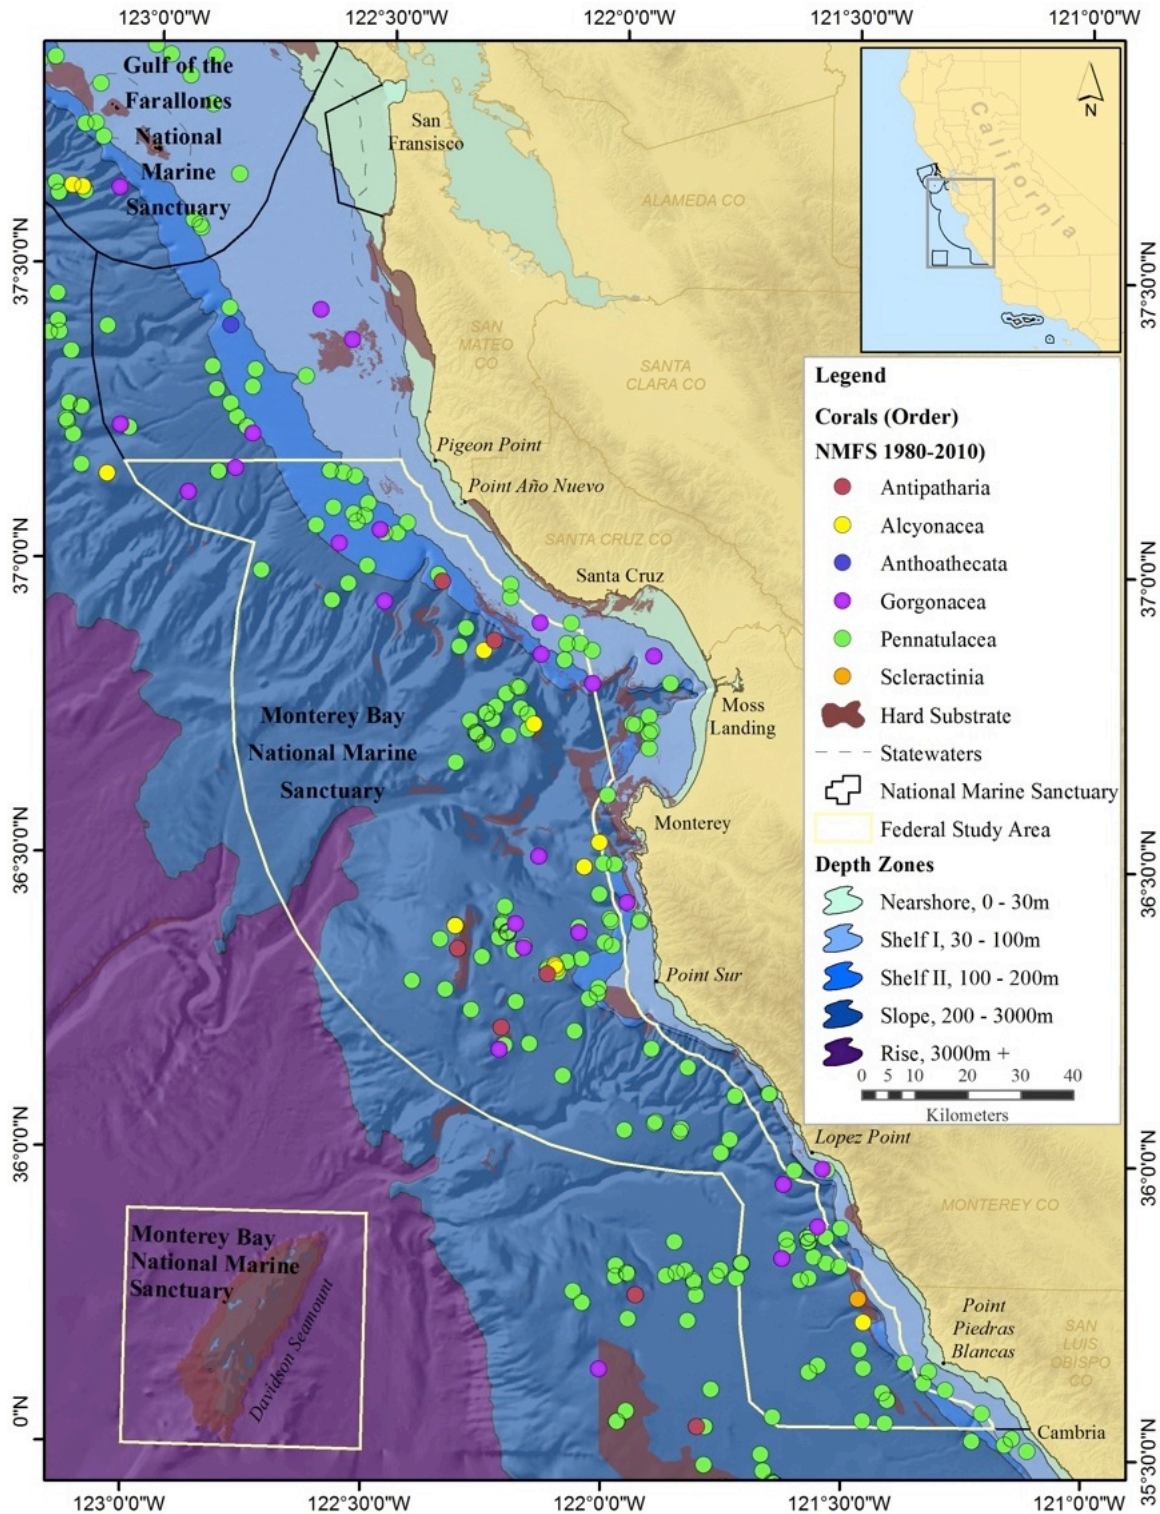 123°0'0"W
122°30'0"W
122°0'0"W
121°30'0"W
121°0'0"W
Gulf of the
Farallones
National
Marine
Sanctuary
San
Fransisco
ALAMEDA CO
California
N
37°30'0"N
37°30'0"N
SAN
MATEO
CO
SANTA
CLARA CO
Pigeon Point
Point Año Nuevo
SANTA CRUZ CO
Santa Cruz
37°0'0"N
37°0'0"N
Legend
Corals (Order)
NMFS 1980-2010)
Antipatharia
Alcyonacea
Anthoathecata
Gorgonacea
Pennatulacea
Scleractinia
Hard Substrate
Statewaters
National Marine Sanctuary
Federal Study Area
Depth Zones
Nearshore, 0 - 30m
Shelf I, 30 - 100m
Shelf II, 100 - 200m
Slope, 200 - 3000m
Rise, 3000m +
0 5 10 20 30 40
Kilometers
Monterey Bay
National Marine
Sanctuary
Moss
Landing
Monterey
36°30'0"N
36°30'0"N
Point Sur
Lopez Point
36°0'0"N
36°0'0"N
MONTEREY CO
Monterey Bay
National Marine
Sanctuary
Davidson Seamount
Point
Piedras
Blancas
SAN
LUIS
OBISPO
CO
Cambria
0"N
35°30'0"N
123°0'0"W
122°30'0"W
122°0'0"W
121°30'0"W
121°0'0"W